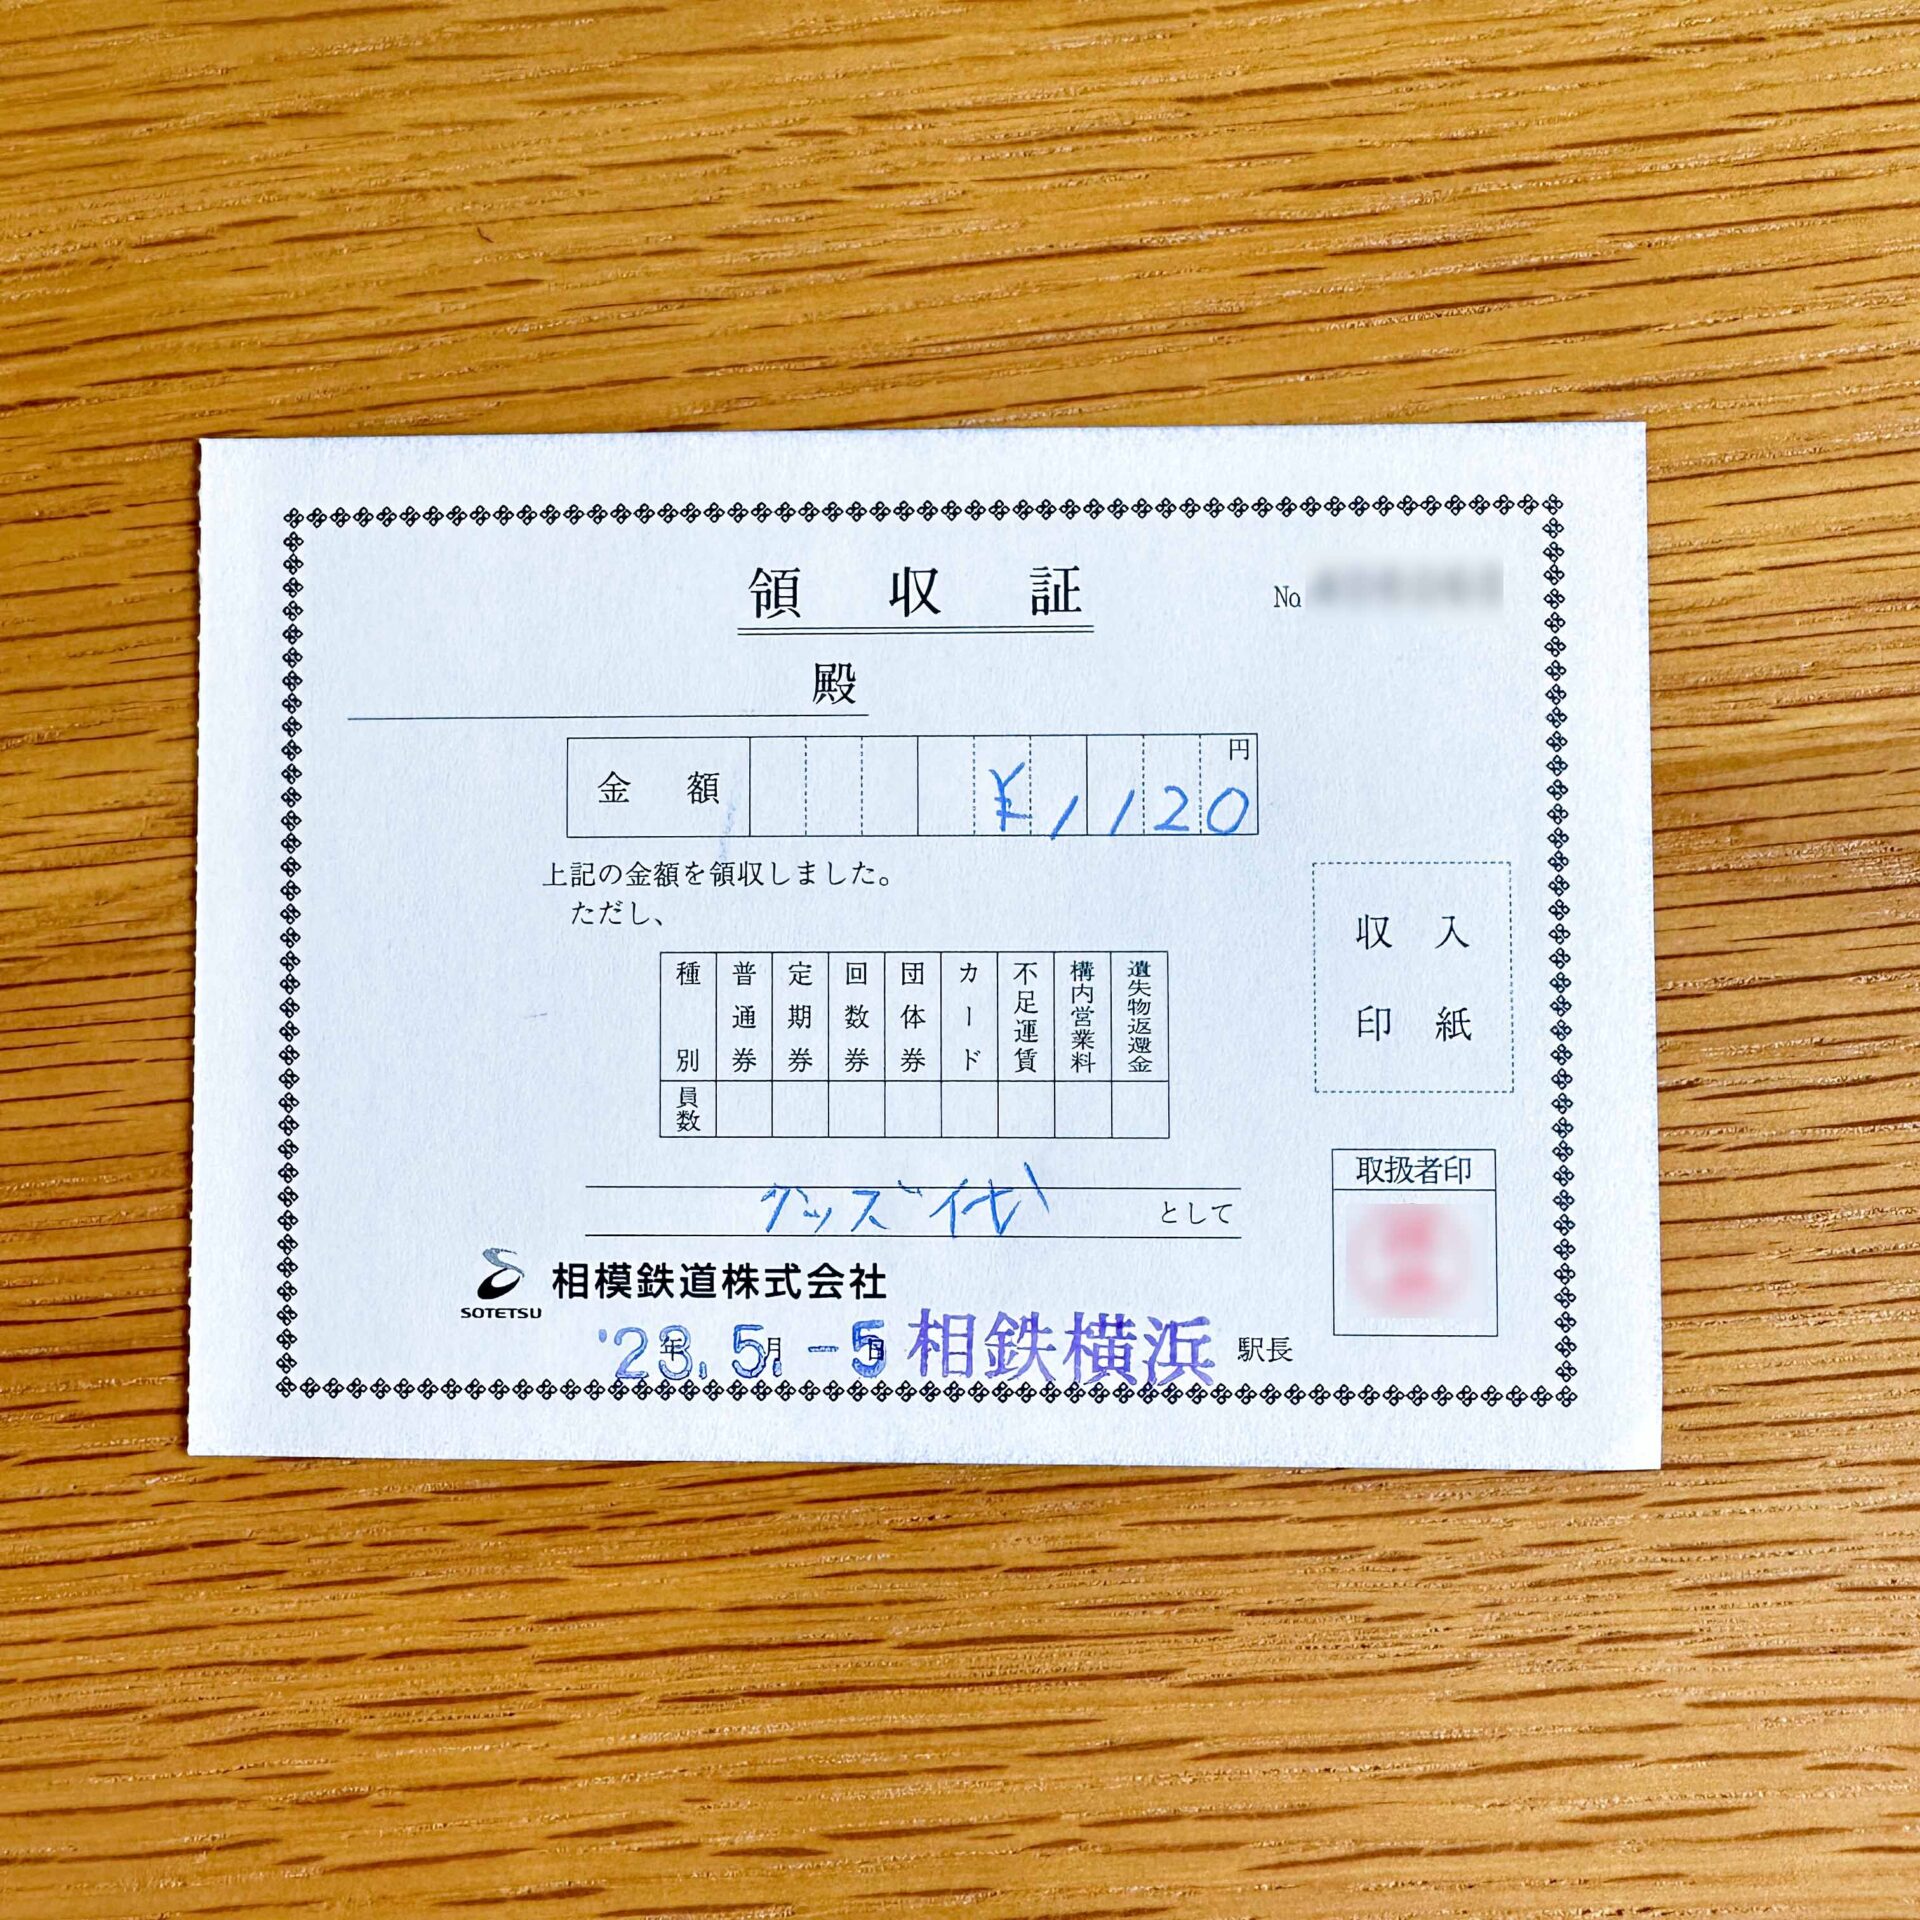 領収証
No
殿
金額 ¥1120 円
上記の金額を領収しました。
ただし、
種別 普通券 定期券 回数券 団体券 カード 不足運賃 構内営業料 遺失物返還金
員数
収入
印紙
グッズ代 として
取扱者印
SOTETSU 相模鉄道株式会社
'23.5.-5 年 月 日 相鉄横浜 駅長